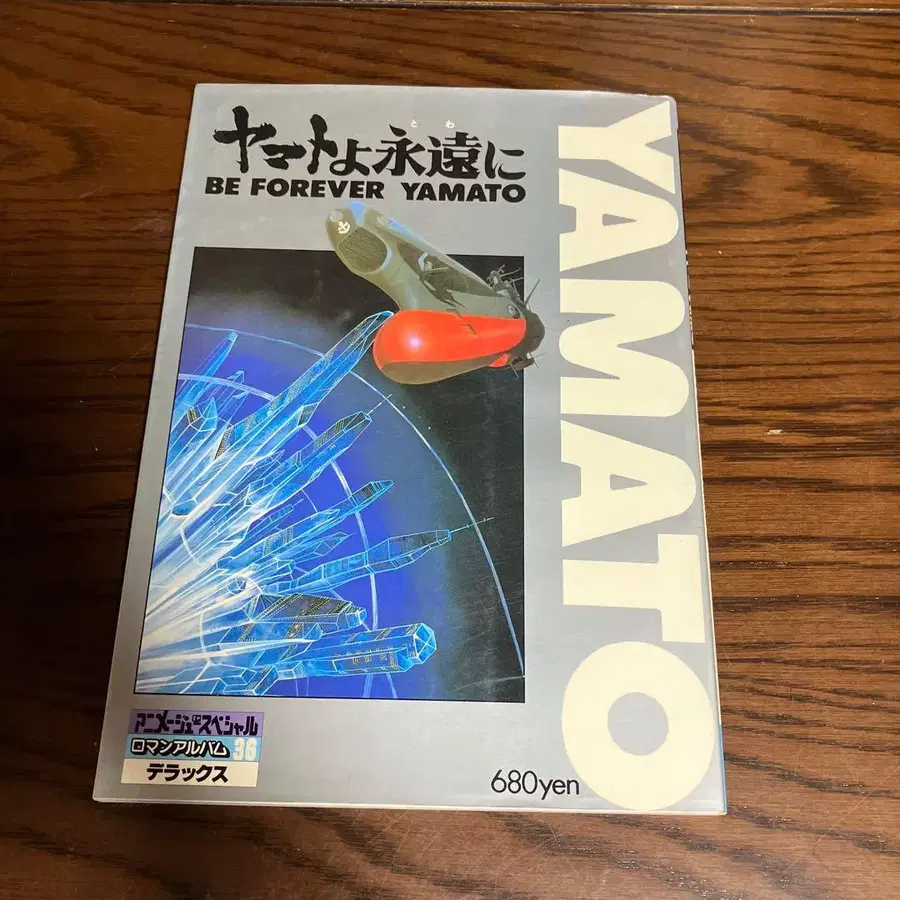 とわ
ヤマトよ永遠に
BE FOREVER YAMATO
YAMATO
アニメージュスペシャル
ロマンアルバム 36
デラックス
680yen